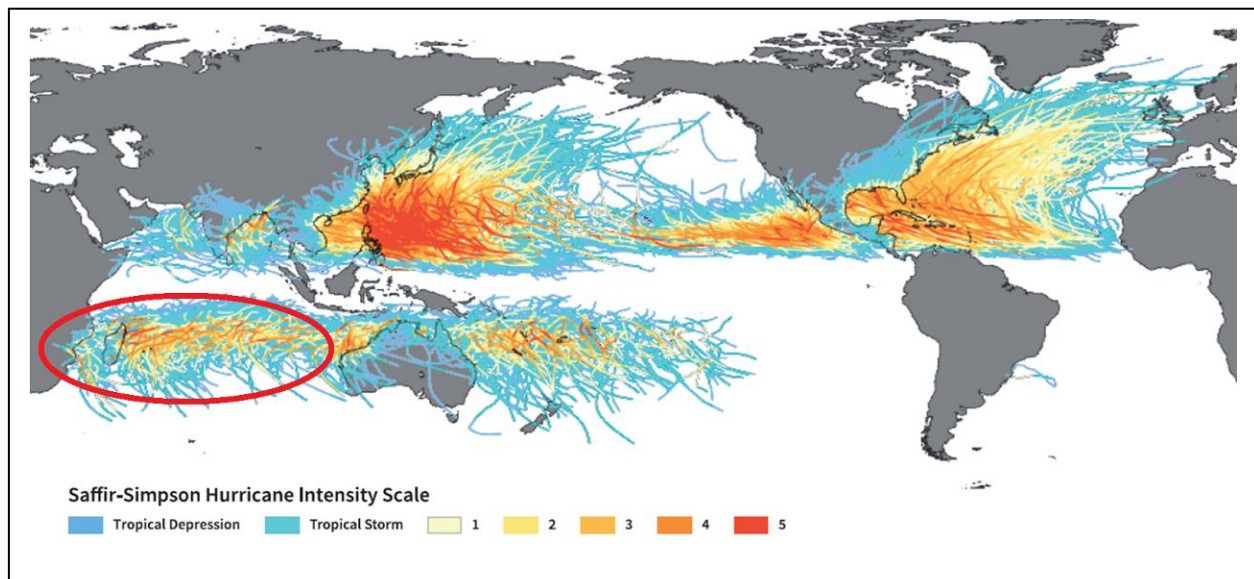 Saffir-Simpson Hurricane Intensity Scale
Tropical Depression Tropical Storm 1 2 3 4 5